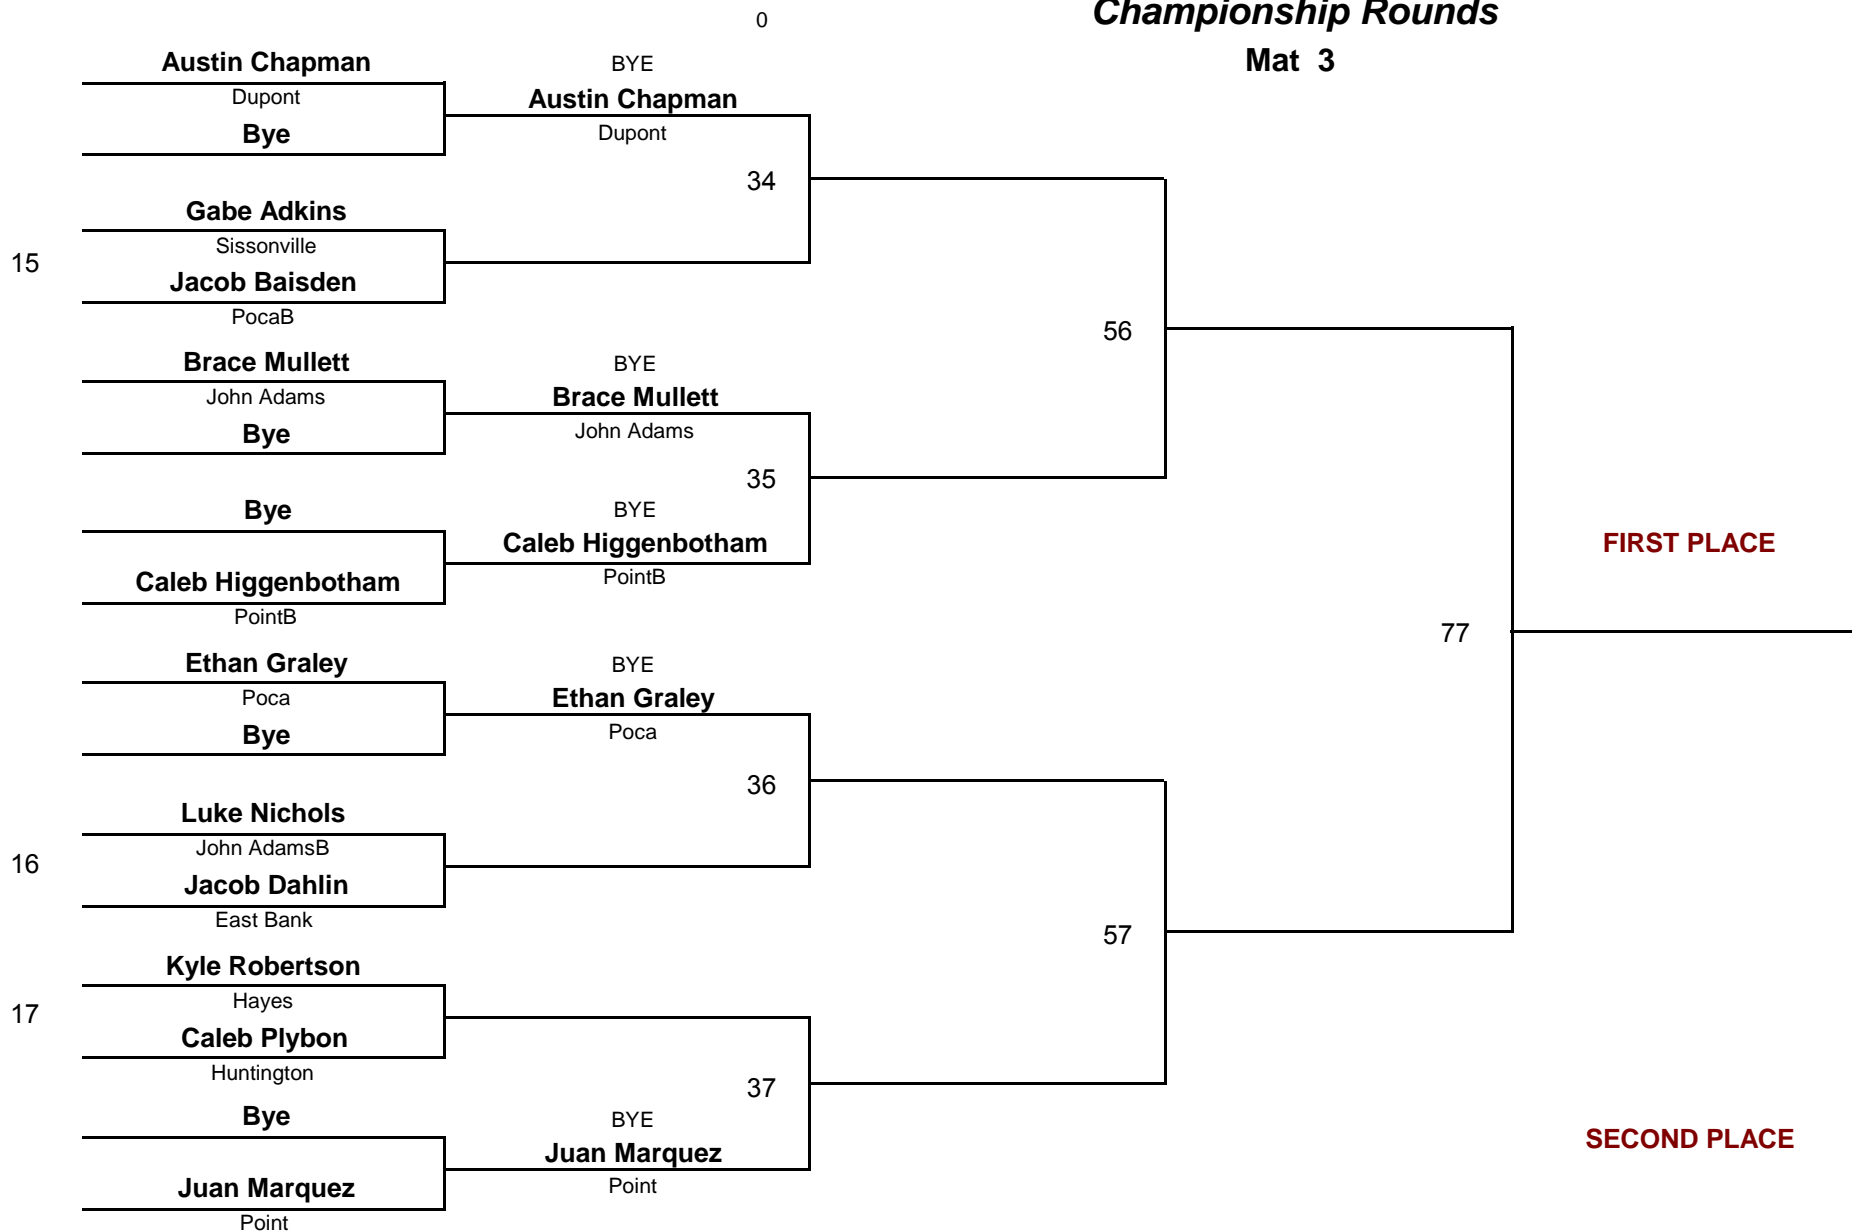 0
Championship Rounds
Mat 3
Austin Chapman
Dupont
Bye
BYE
Austin Chapman
Dupont
34
15
Gabe Adkins
Sissonville
Jacob Baisden
PocaB
56
Brace Mullett
John Adams
Bye
BYE
Brace Mullett
John Adams
35
Bye
Caleb Higgenbotham
PointB
BYE
Caleb Higgenbotham
PointB
FIRST PLACE
77
Ethan Graley
Poca
Bye
BYE
Ethan Graley
Poca
36
16
Luke Nichols
John AdamsB
Jacob Dahlin
East Bank
57
17
Kyle Robertson
Hayes
Caleb Plybon
Huntington
37
Bye
Juan Marquez
Point
BYE
Juan Marquez
Point
SECOND PLACE